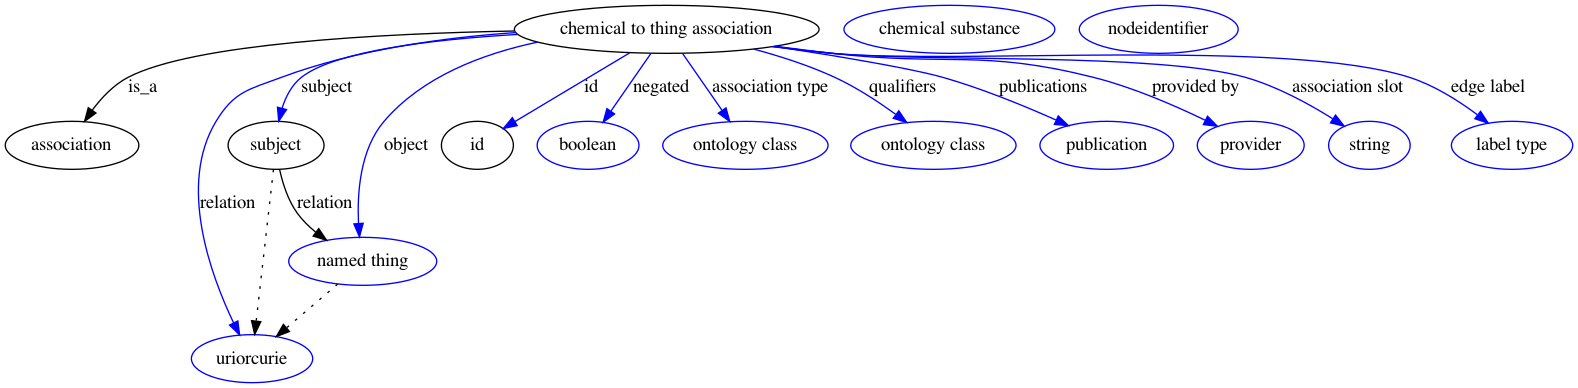 chemical to thing association
chemical substance
nodeidentifier
is_a
subject
id
negated
association type
qualifiers
publications
provided by
association slot
edge label
association
subject
object
id
boolean
ontology class
ontology class
publication
provider
string
label type
relation
relation
named thing
uriorcurie